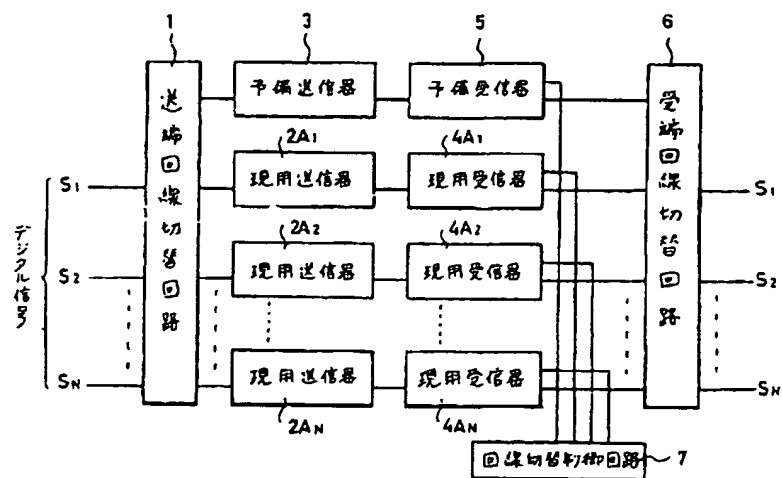 1
3
5
6
送端回線切替回路
予備送信器
予備受信器
受端回線切替回路
2A1
4A1
S1
現用送信器
現用受信器
S1
デジタル信号
2A2
4A2
S2
現用送信器
現用受信器
S2
SN
現用送信器
現用受信器
SN
2AN
4AN
回線切替制御回路
7